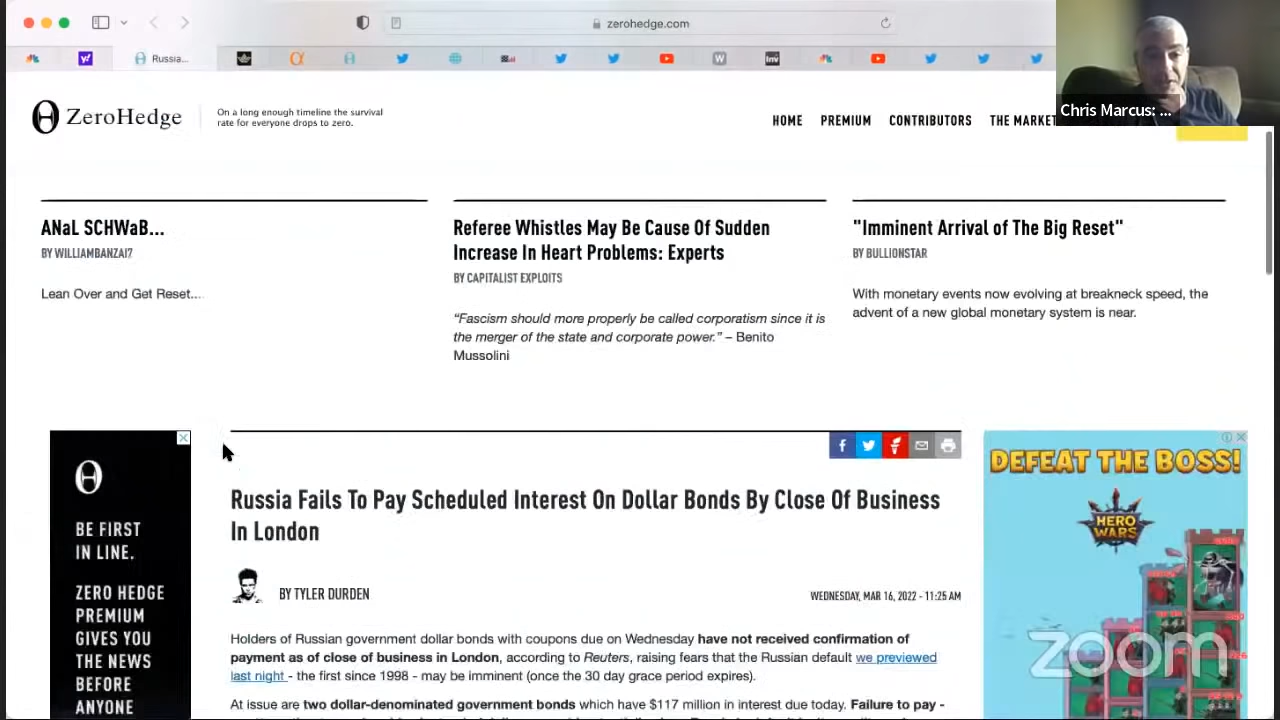 zerohedge.com
Russia...
Chris Marcus: ...
ZeroHedge
On a long enough timeline the survival
rate for everyone drops to zero.
HOME PREMIUM CONTRIBUTORS THE MARKET
ANaL SCHWaB...
BY WILLIAMBANZAI7
Lean Over and Get Reset....
Referee Whistles May Be Cause Of Sudden
Increase In Heart Problems: Experts
BY CAPITALIST EXPLOITS
“Fascism should more properly be called corporatism since it is
the merger of the state and corporate power.” – Benito
Mussolini
"Imminent Arrival of The Big Reset"
BY BULLIONSTAR
With monetary events now evolving at breakneck speed, the
advent of a new global monetary system is near.
BE FIRST
IN LINE.
ZERO HEDGE
PREMIUM
GIVES YOU
THE NEWS
BEFORE
ANYONE
Russia Fails To Pay Scheduled Interest On Dollar Bonds By Close Of Business
In London
BY TYLER DURDEN
WEDNESDAY, MAR 16, 2022 - 11:25 AM
Holders of Russian government dollar bonds with coupons due on Wednesday have not received confirmation of
payment as of close of business in London, according to Reuters, raising fears that the Russian default we previewed
last night - the first since 1998 - may be imminent (once the 30 day grace period expires).
At issue are two dollar-denominated government bonds which have $117 million in interest due today. Failure to pay -
DEFEAT THE BOSS!
HERO
WARS
zoom